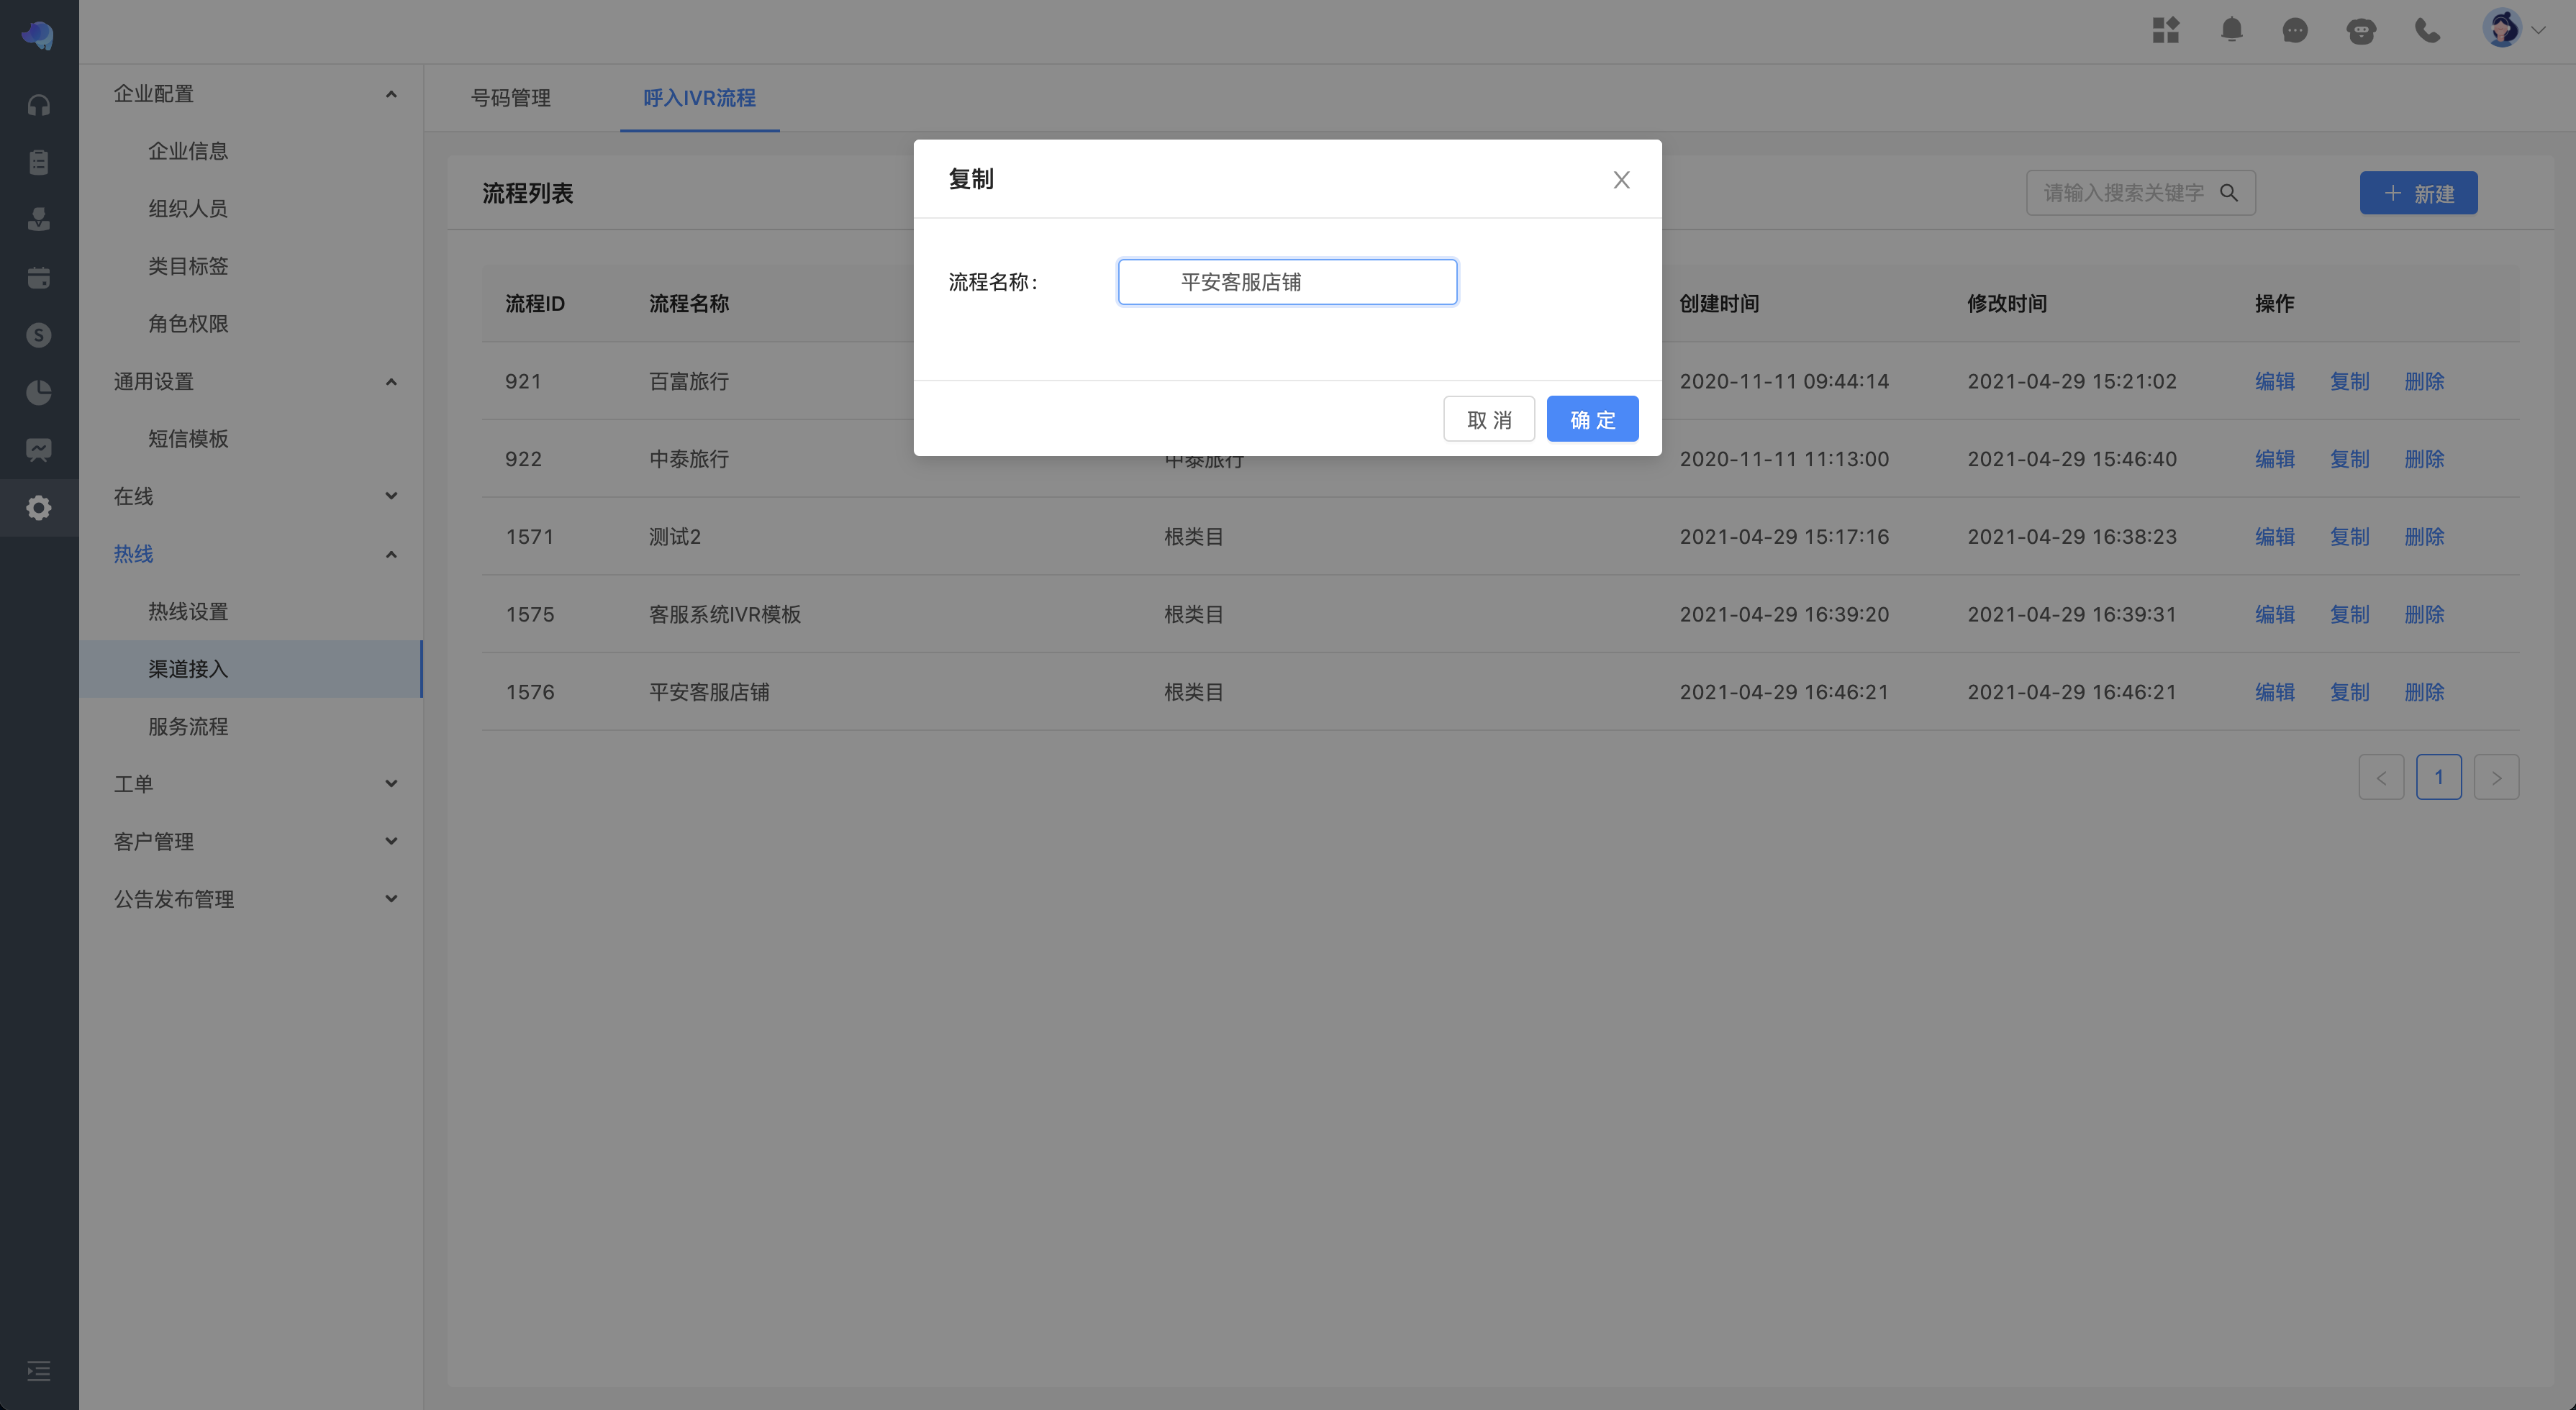 企业配置
企业信息
组织人员
类目标签
角色权限
通用设置
短信模板
在线
热线
热线设置
渠道接入
服务流程
工单
客户管理
公告发布管理
号码管理 呼入IVR流程
流程列表 请输入搜索关键字 新建
复制
流程名称: 平安客服店铺
取 消 确 定
流程ID 流程名称 创建时间 修改时间 操作
921 百富旅行 2020-11-11 09:44:14 2021-04-29 15:21:02 编辑 复制 删除
922 中泰旅行 中泰旅行 2020-11-11 11:13:00 2021-04-29 15:46:40 编辑 复制 删除
1571 测试2 根类目 2021-04-29 15:17:16 2021-04-29 16:38:23 编辑 复制 删除
1575 客服系统IVR模板 根类目 2021-04-29 16:39:20 2021-04-29 16:39:31 编辑 复制 删除
1576 平安客服店铺 根类目 2021-04-29 16:46:21 2021-04-29 16:46:21 编辑 复制 删除
1